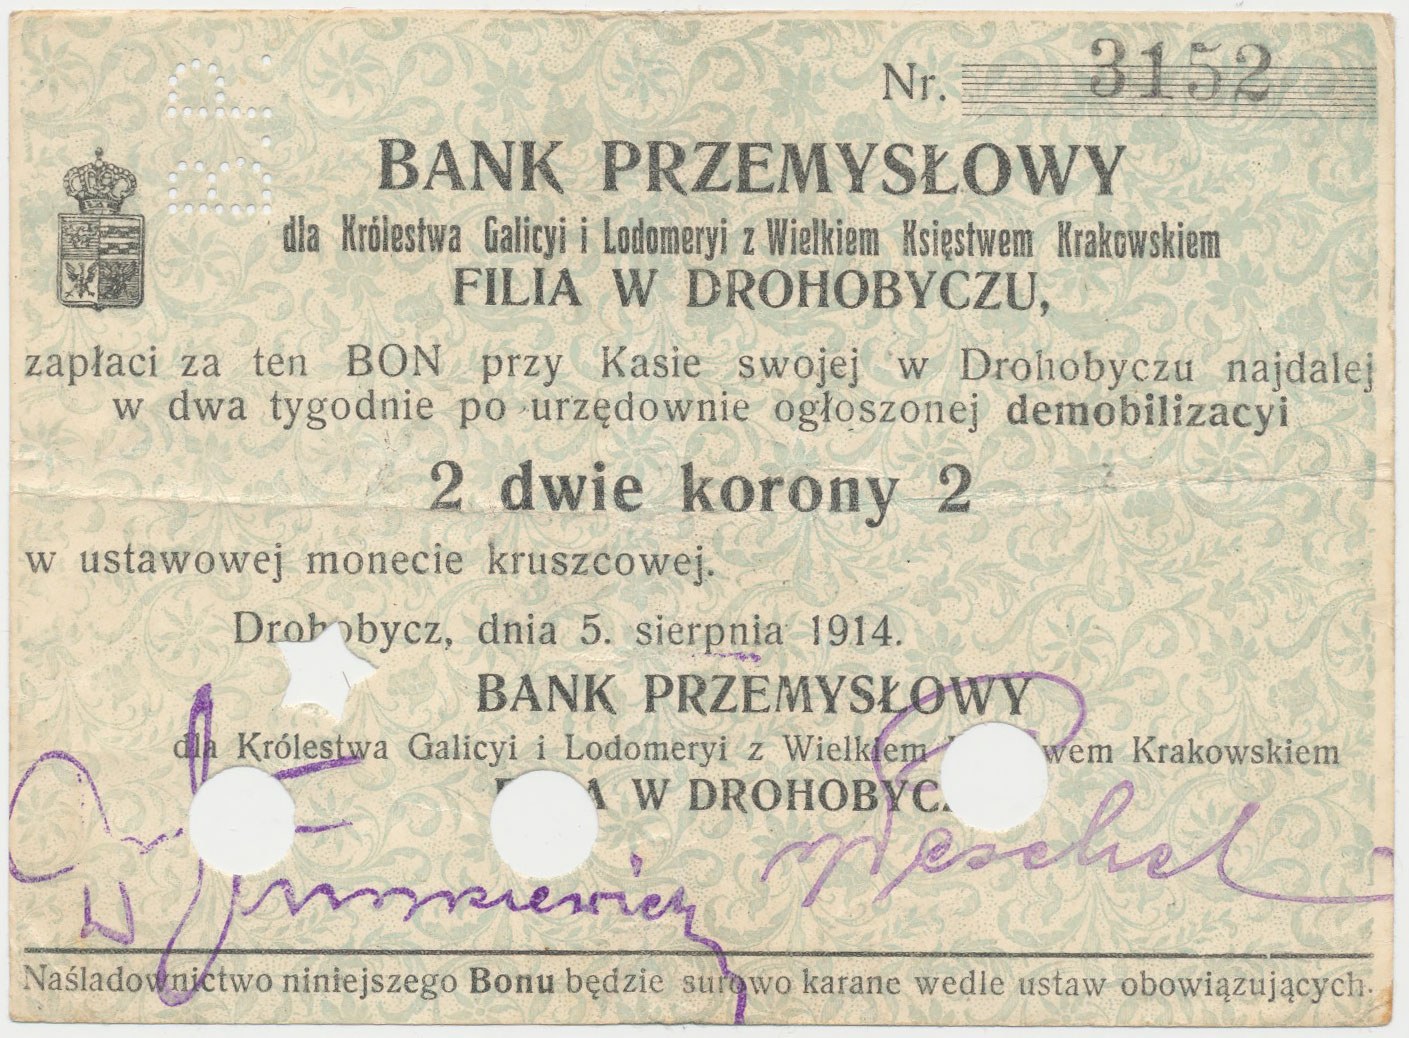 Nr. 3152
B.P.
BANK PRZEMYSŁOWY
dla Królestwa Galicyi i Lodomeryi z Wielkiem Księstwem Krakowskiem
FILIA W DROHOBYCZU,
zapłaci za ten BON przy Kasie swojej w Drohobyczu najdalej
w dwa tygodnie po urzędownie ogłoszonej demobilizacyi
2 dwie korony 2
w ustawowej monecie kruszcowej.
Drohobycz, dnia 5. sierpnia 1914.
BANK PRZEMYSŁOWY
dla Królestwa Galicyi i Lodomeryi z Wielkiem Krakowskiem
W
Peschel
Naśladownictwo niniejszego Bonu będzie surowo karane wedle ustaw obowiązujących.